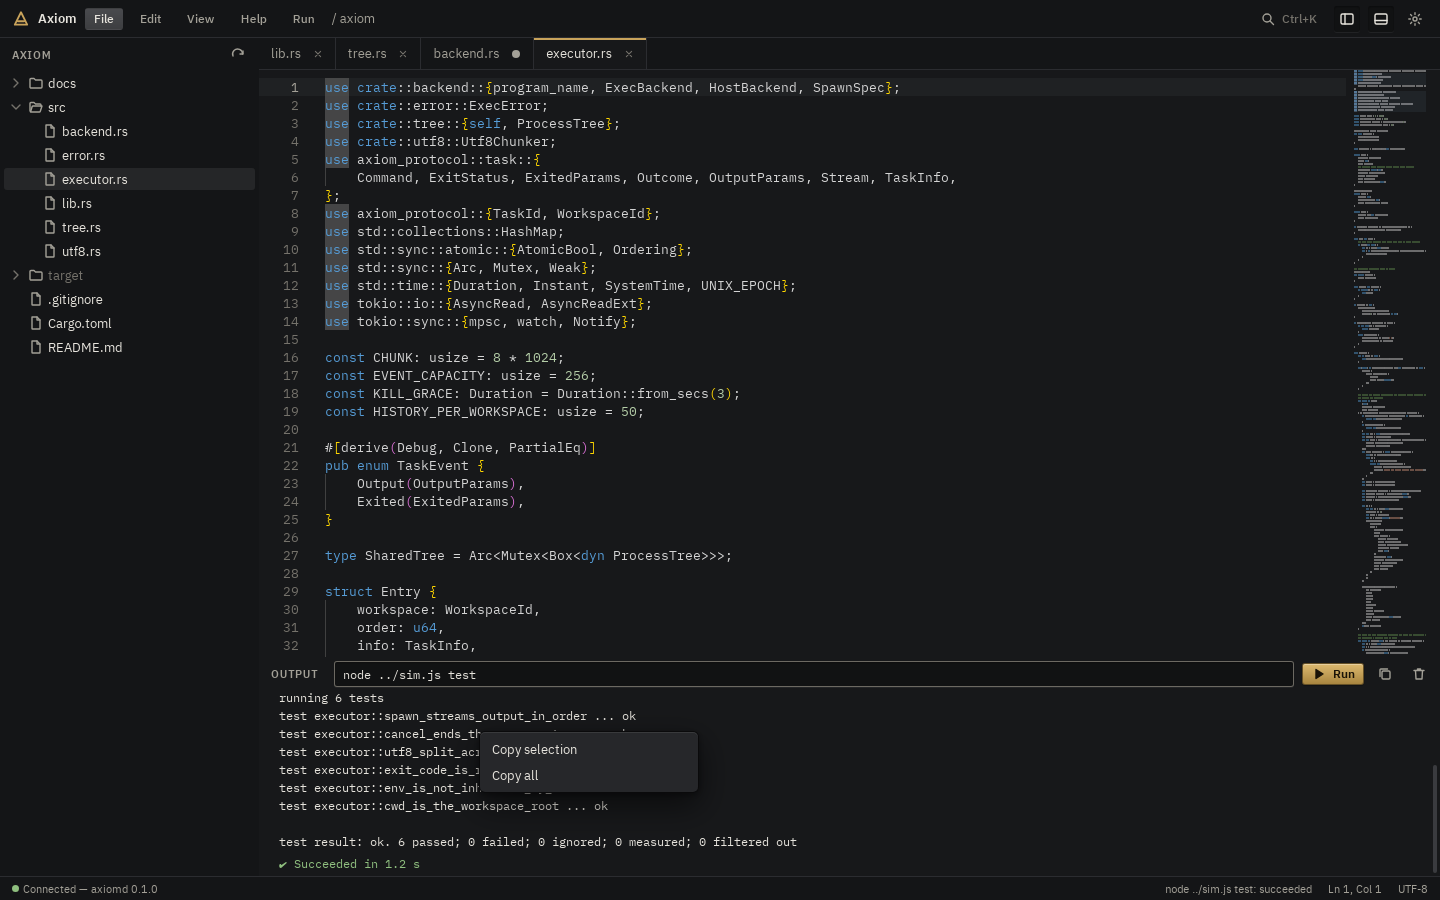 Axiom File Edit View Help Run / axiom Ctrl+K
AXIOM
docs
src
backend.rs
error.rs
executor.rs
lib.rs
tree.rs
utf8.rs
target
.gitignore
Cargo.toml
README.md
lib.rs tree.rs backend.rs executor.rs
1 use crate::backend::{program_name, ExecBackend, HostBackend, SpawnSpec};
2 use crate::error::ExecError;
3 use crate::tree::{self, ProcessTree};
4 use crate::utf8::Utf8Chunker;
5 use axiom_protocol::task::{
6 Command, ExitStatus, ExitedParams, Outcome, OutputParams, Stream, TaskInfo,
7 };
8 use axiom_protocol::{TaskId, WorkspaceId};
9 use std::collections::HashMap;
10 use std::sync::atomic::{AtomicBool, Ordering};
11 use std::sync::{Arc, Mutex, Weak};
12 use std::time::{Duration, Instant, SystemTime, UNIX_EPOCH};
13 use tokio::io::{AsyncRead, AsyncReadExt};
14 use tokio::sync::{mpsc, watch, Notify};
15
16 const CHUNK: usize = 8 * 1024;
17 const EVENT_CAPACITY: usize = 256;
18 const KILL_GRACE: Duration = Duration::from_secs(3);
19 const HISTORY_PER_WORKSPACE: usize = 50;
20
21 #[derive(Debug, Clone, PartialEq)]
22 pub enum TaskEvent {
23 Output(OutputParams),
24 Exited(ExitedParams),
25 }
26
27 type SharedTree = Arc<Mutex<Box<dyn ProcessTree>>>;
28
29 struct Entry {
30 workspace: WorkspaceId,
31 order: u64,
32 info: TaskInfo,
OUTPUT node ../sim.js test Run
running 6 tests
test executor::spawn_streams_output_in_order ... ok
test executor::cancel_ends_th
test executor::utf8_split_acr
test executor::exit_code_is_r
test executor::env_is_not_inh
test executor::cwd_is_the_workspace_root ... ok
Copy selection
Copy all
test result: ok. 6 passed; 0 failed; 0 ignored; 0 measured; 0 filtered out
✔ Succeeded in 1.2 s
Connected — axiomd 0.1.0 node ../sim.js test: succeeded Ln 1, Col 1 UTF-8